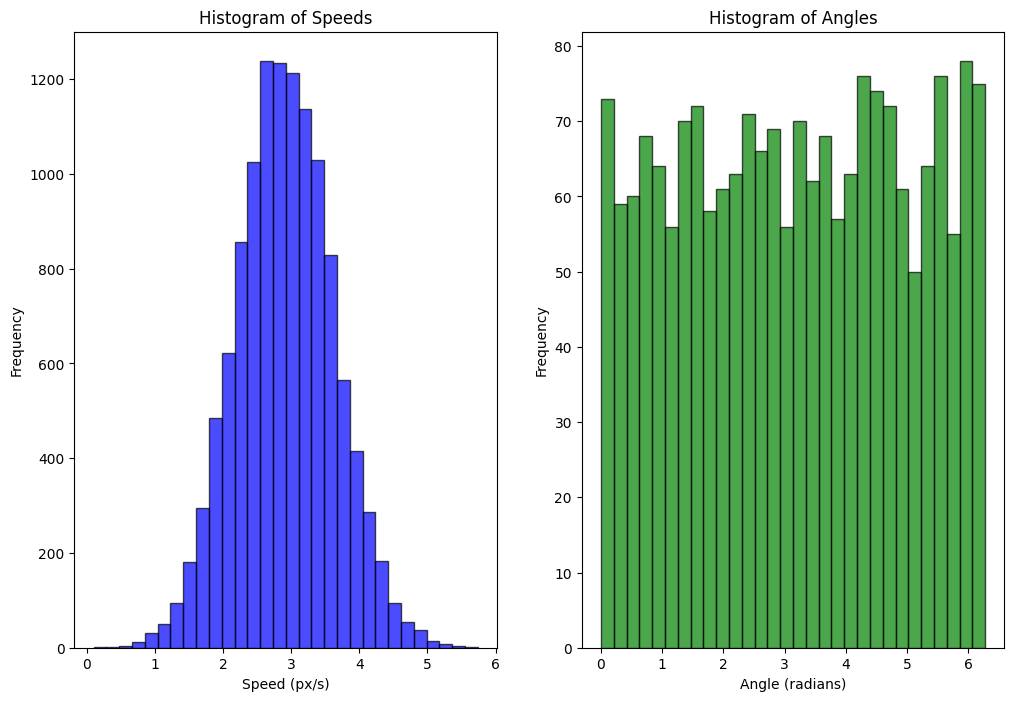 Histogram of Speeds
1200
1000
800
600
400
200
0
Frequency
0 1 2 3 4 5 6
Speed (px/s)
Histogram of Angles
80
70
60
50
40
30
20
10
0
Frequency
0 1 2 3 4 5 6
Angle (radians)